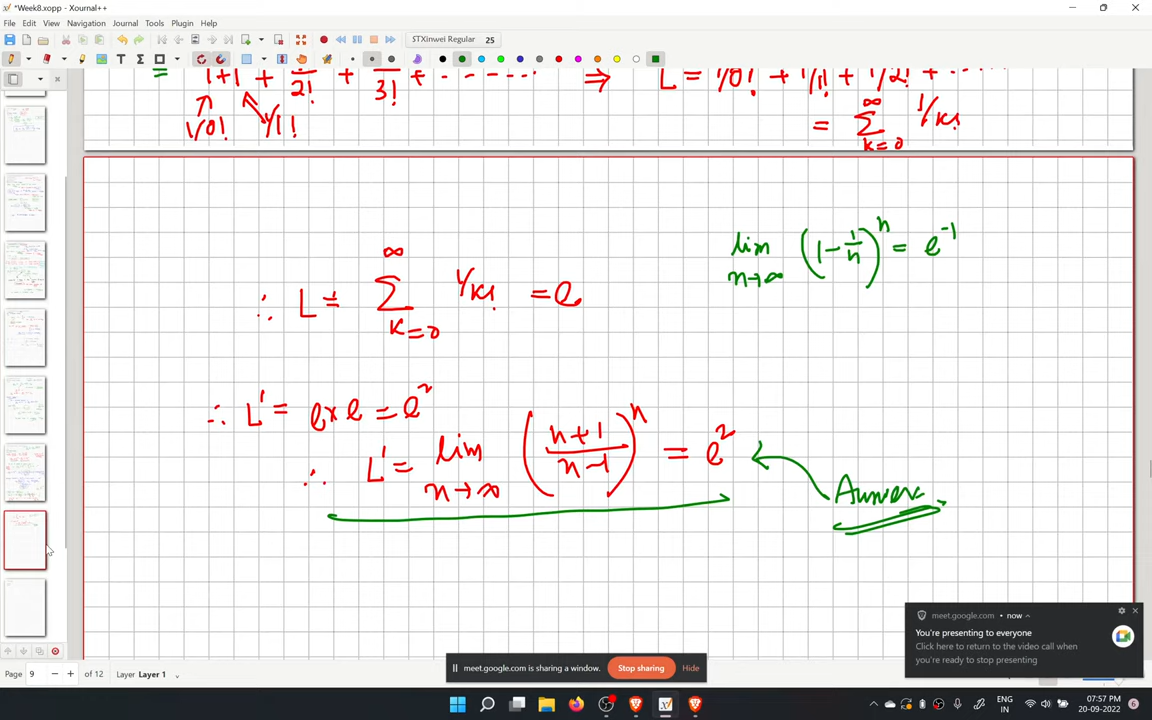 *Week8.xopp - Xournal++
File Edit View Navigation Journal Tools Plugin Help
STXinwei Regular 25
= 1+1 + 1/2! + 1/3! + ........ ⇒ L = 1/0! + 1/1! + 1/2! + ....
1/0! 1/1! = ∞ Σ k=0 1/k!
lim n→∞ (1 - 1/n)^n = e^-1
∴ L = ∞ Σ k=0 1/k! = e
∴ L' = e × e = e^2
∴ L' = lim n→∞ ((n+1)/(n-1))^n = e^2
Answer
meet.google.com • now
You're presenting to everyone
Click here to return to the video call when
you're ready to stop presenting
meet.google.com is sharing a window. Stop sharing Hide
Page 9 of 12 Layer Layer 1
ENG
IN
07:57 PM
20-09-2022
6